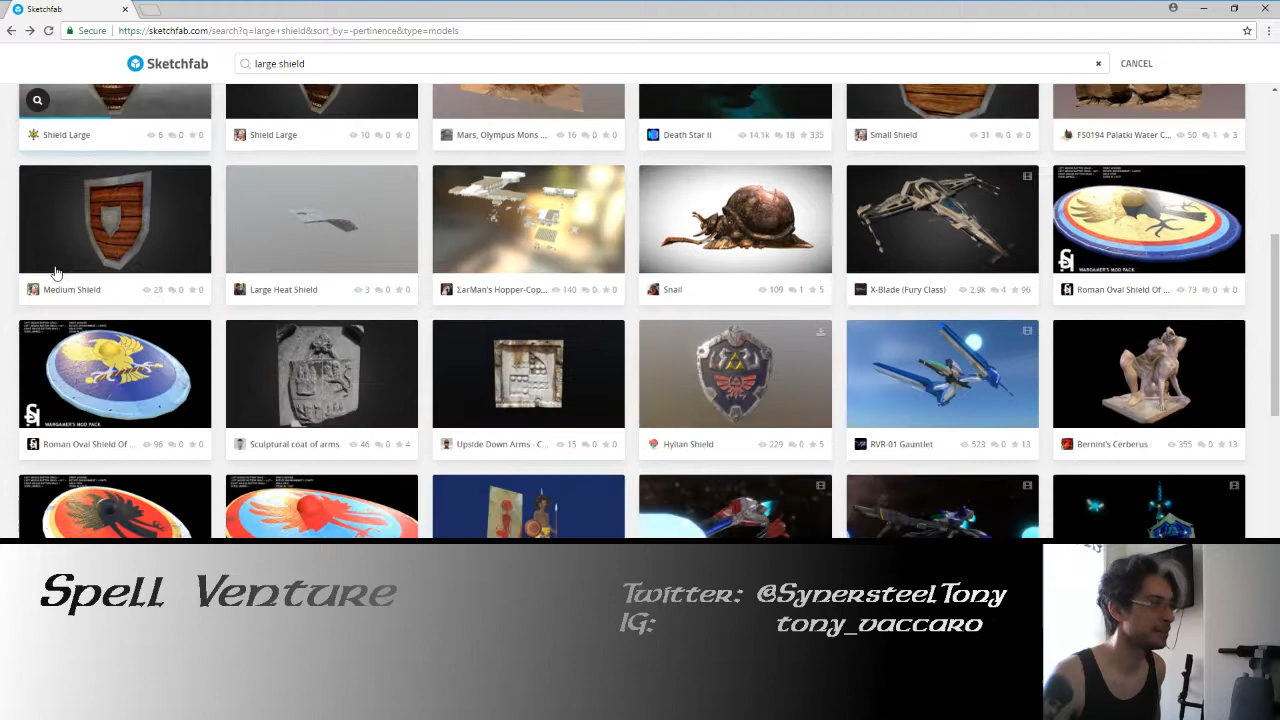 Sketchfab
Secure https://sketchfab.com/search?q=large+shield&sort_by=-pertinence&type=models
Sketchfab large shield CANCEL
Shield Large 6 0 0
Shield Large 10 0 0
Mars, Olympus Mons ... 16 0 0
Death Star II 14.1k 18 335
Small Shield 31 0 0
FS0194 Palatki Water C... 50 1 3
Medium Shield 28 0 0
Large Heat Shield 3 0 0
ΣarMan's Hopper-Cop... 140 0 0
Snail 109 1 5
X-Blade (Fury Class) 2.9k 4 96
WARGAMER'S MOD PACK
Roman Oval Shield Of ... 73 0 0
WARGAMER'S MOD PACK
Roman Oval Shield Of ... 96 0 0
Sculptural coat of arms 46 0 4
Upside Down Arms - C... 15 0 0
Hylian Shield 229 0 5
RVR-01 Gauntlet 523 0 13
Bernini's Cerberus 355 0 13
Spell Venture
Twitter: @SynersteelTony
IG: tony_vaccaro